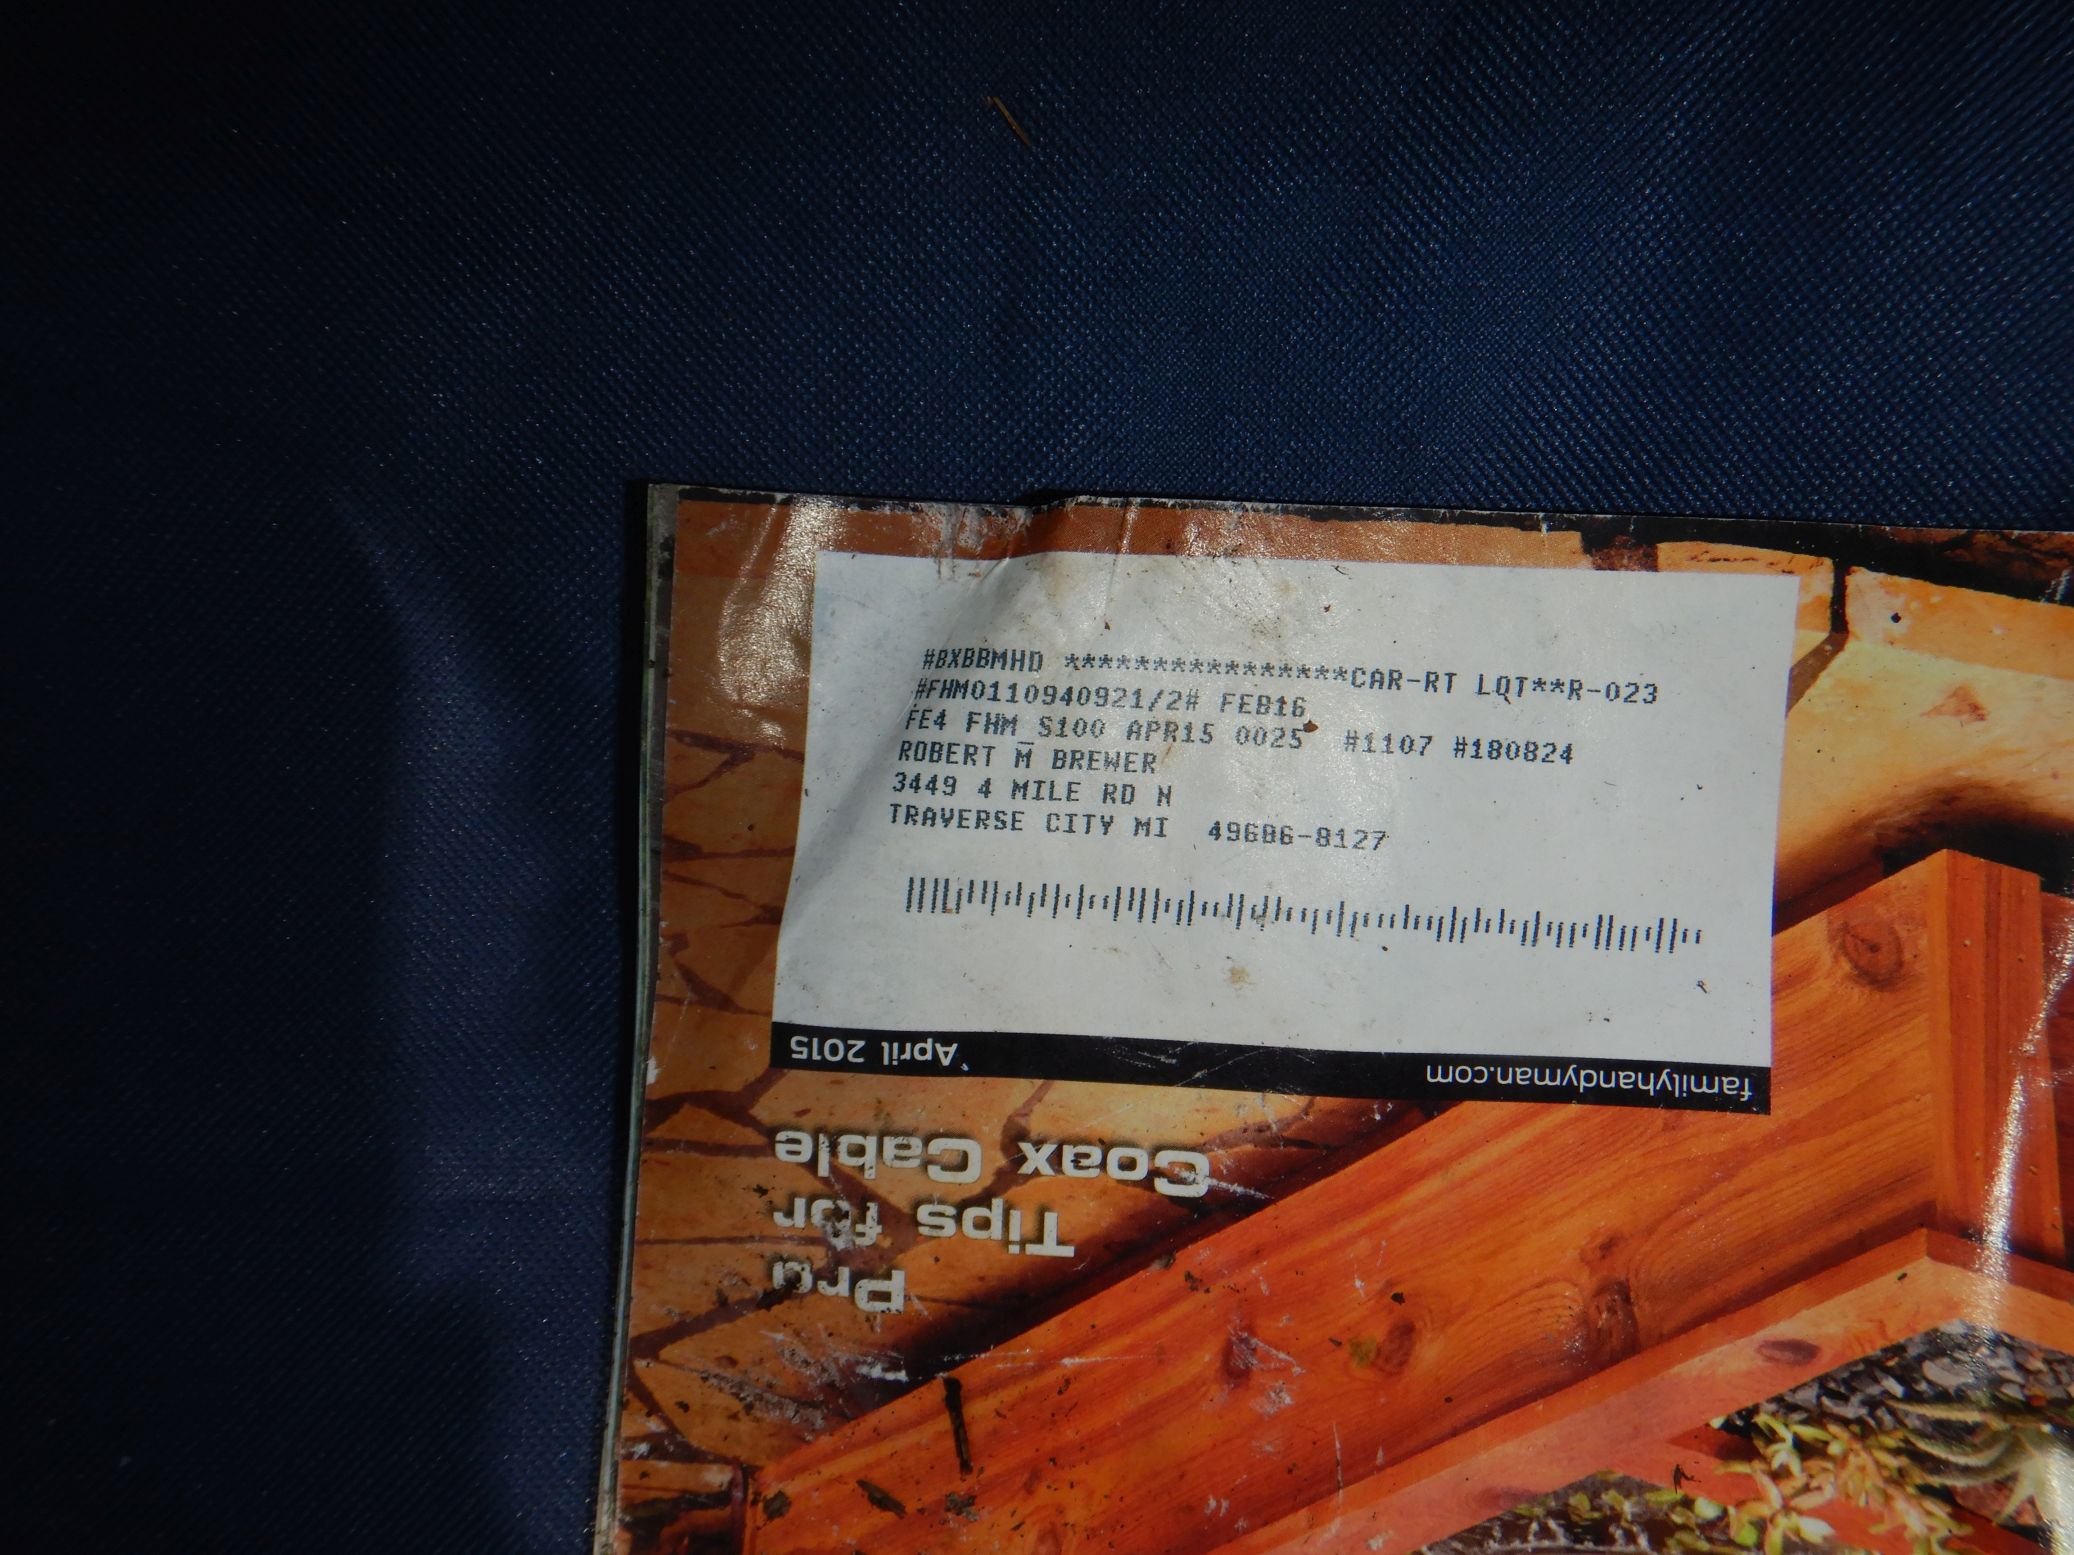 #BXBBMHD ****************CAR-RT LQT**R-023
#FHM0110940921/2# FEB16
FE4 FHM S100 APR15 0025 #1107 #180824
ROBERT M BREWER
3449 4 MILE RD N
TRAVERSE CITY MI 49686-8127
familyhandyman.com April 2015
Pro
Tips for
Coax Cable